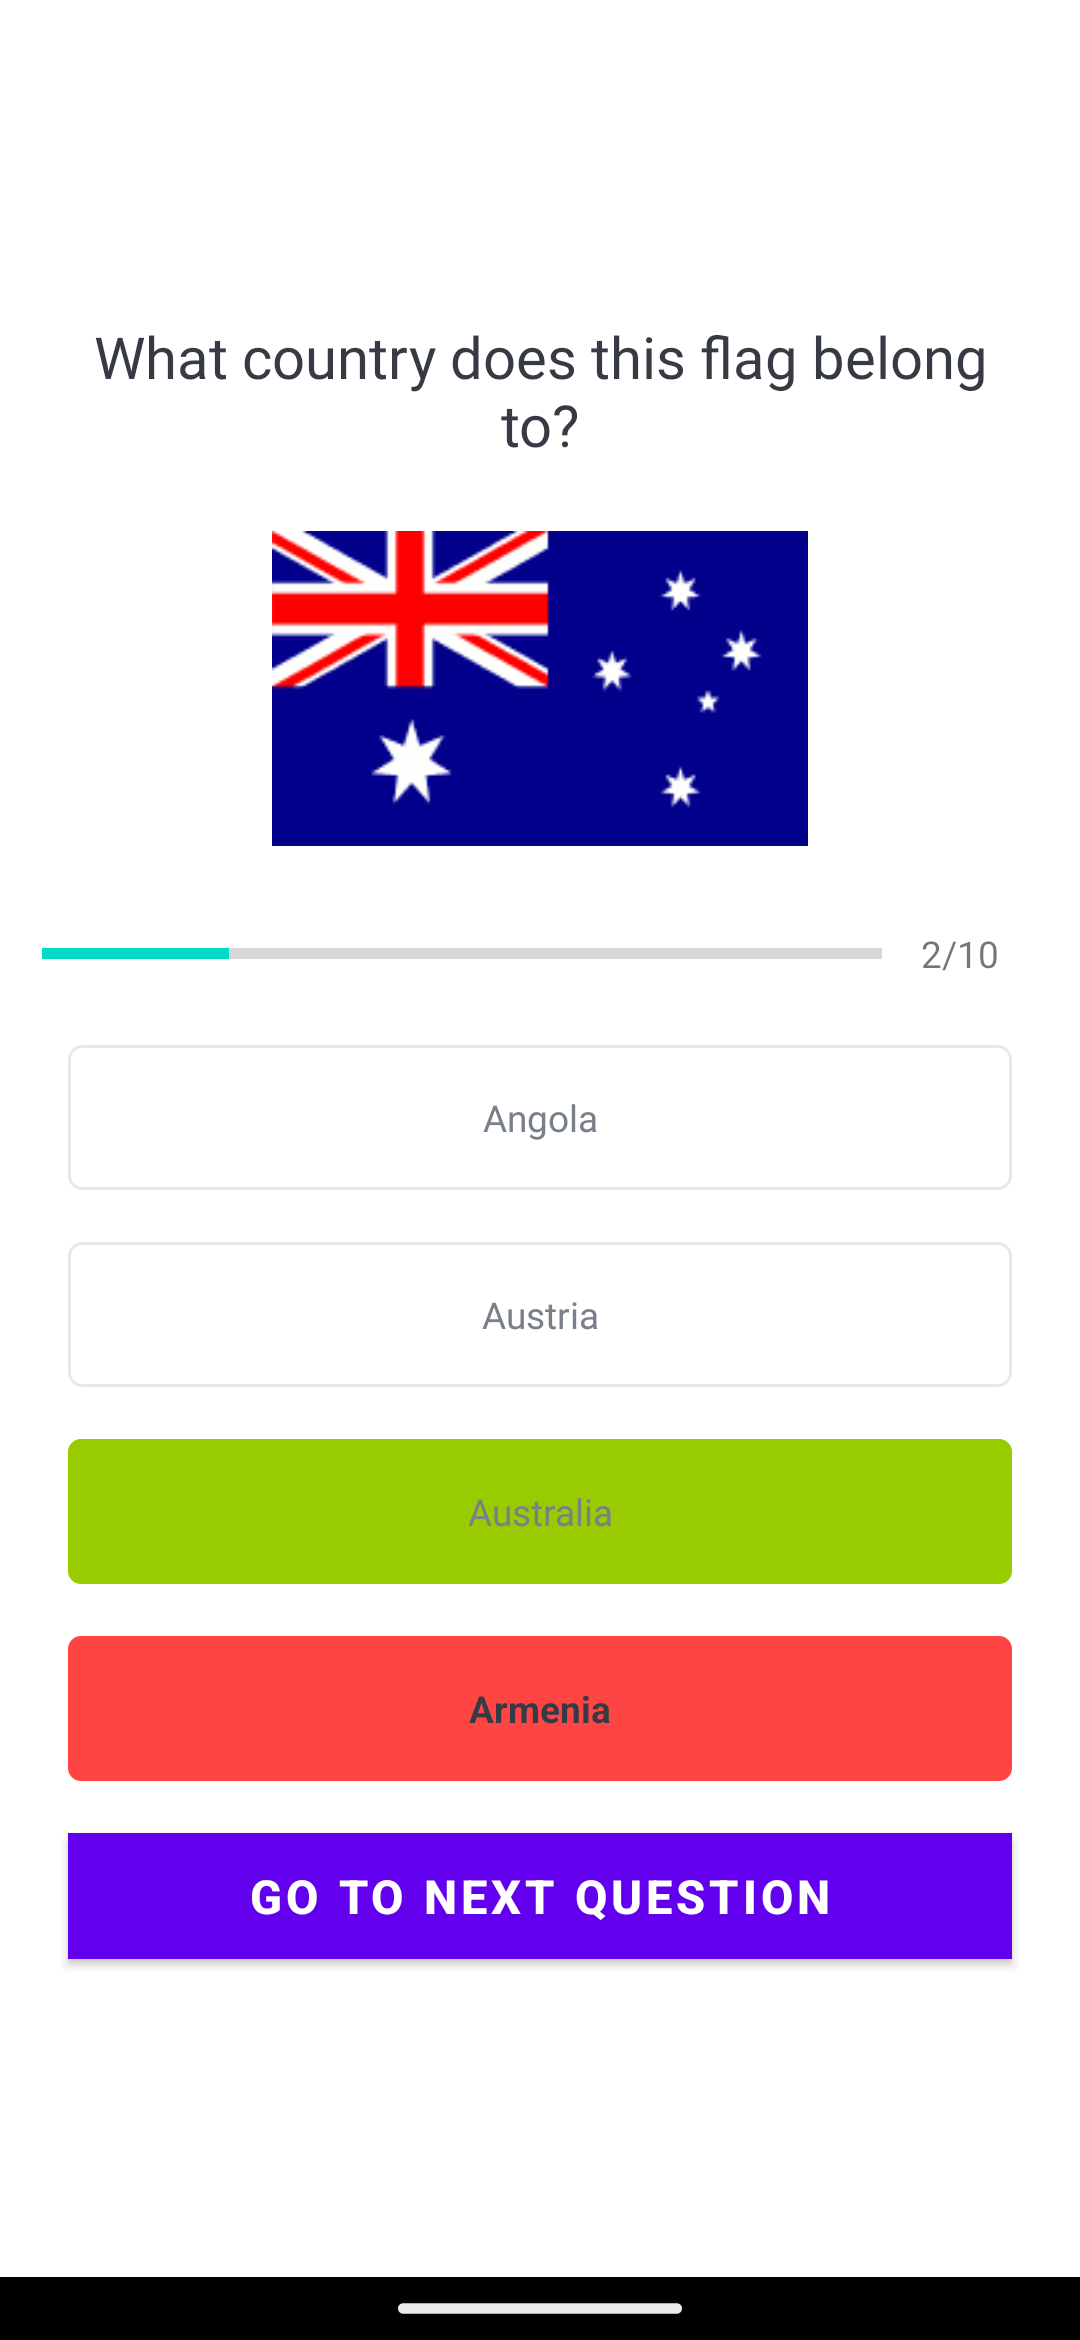 What country does this flag belong
to?
2/10
Angola
Austria
Australia
Armenia
GO TO NEXT QUESTION